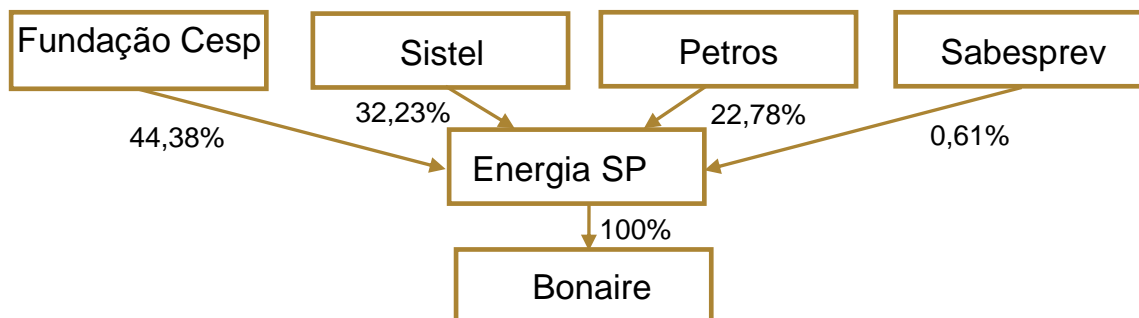 Fundação Cesp
Sistel
Petros
Sabesprev
44,38%
32,23%
22,78%
0,61%
Energia SP
100%
Bonaire